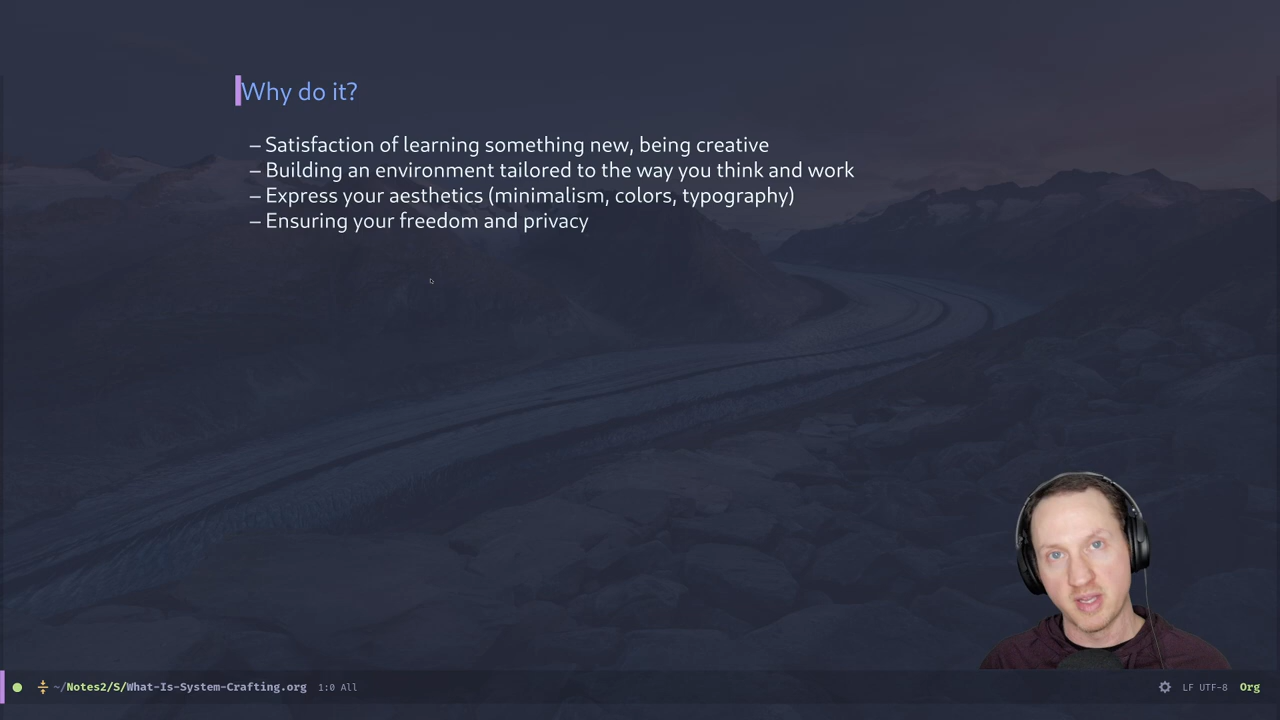 Why do it?
– Satisfaction of learning something new, being creative
– Building an environment tailored to the way you think and work
– Express your aesthetics (minimalism, colors, typography)
– Ensuring your freedom and privacy
~/Notes2/S/What-Is-System-Crafting.org 1:0 All LF UTF-8 Org